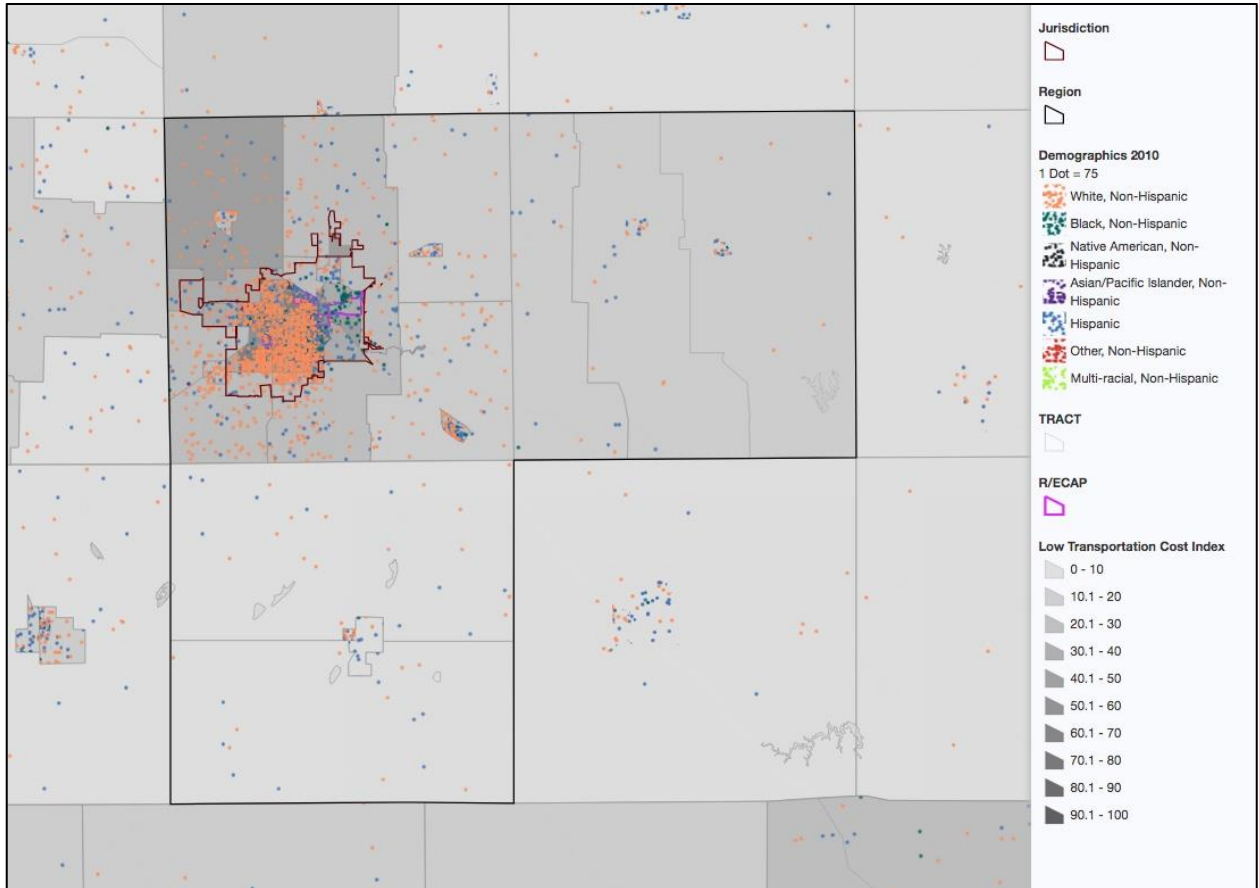 Jurisdiction
Region
Demographics 2010
1 Dot = 75
White, Non-Hispanic
Black, Non-Hispanic
Native American, Non-
Hispanic
Asian/Pacific Islander, Non-
Hispanic
Hispanic
Other, Non-Hispanic
Multi-racial, Non-Hispanic
TRACT
R/ECAP
Low Transportation Cost Index
0 - 10
10.1 - 20
20.1 - 30
30.1 - 40
40.1 - 50
50.1 - 60
60.1 - 70
70.1 - 80
80.1 - 90
90.1 - 100